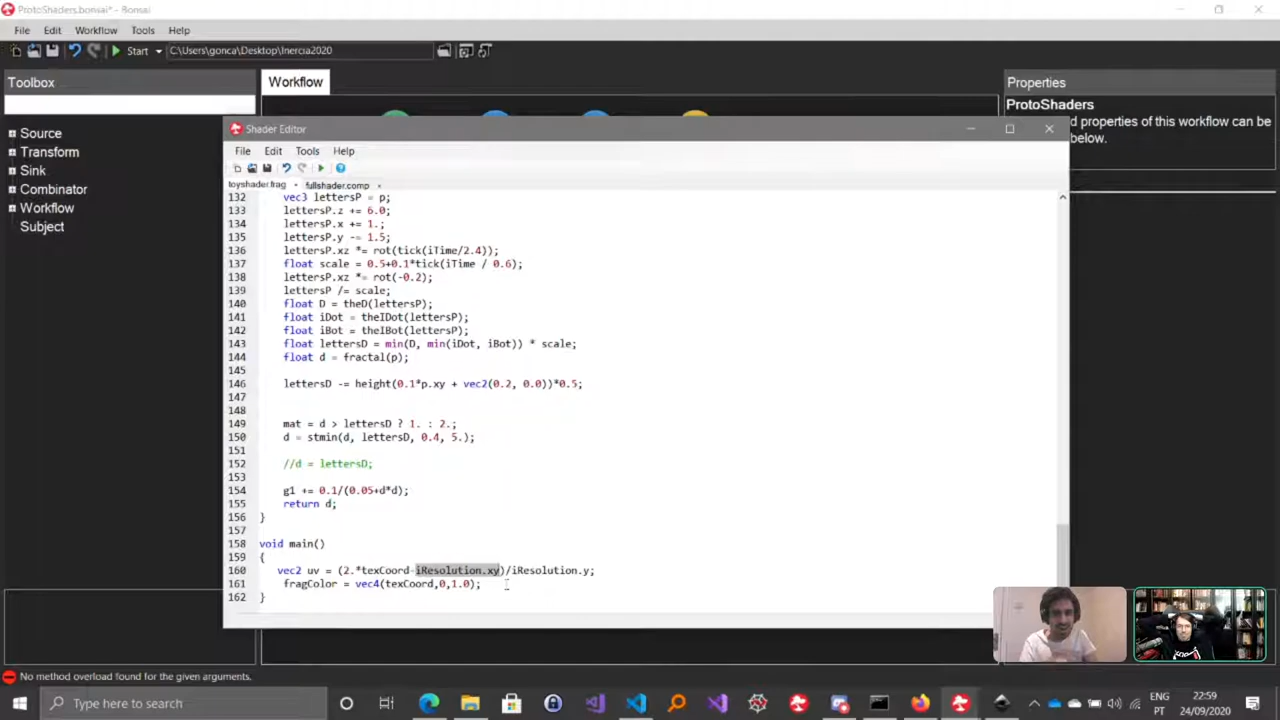 ProtoShaders.bonsai* - Bonsai
File Edit Workflow Tools Help
Start C:\Users\gonca\Desktop\Inercia2020
Toolbox
Source
Transform
Sink
Combinator
Workflow
Subject
Workflow
Properties
ProtoShaders
d properties of this workflow can be
below.
Shader Editor
File Edit Tools Help
toyshader.frag fullshader.comp
132 vec3 lettersP = p;
133 lettersP.z += 6.0;
134 lettersP.x += 1.;
135 lettersP.y -= 1.5;
136 lettersP.xz *= rot(tick(iTime/2.4));
137 float scale = 0.5+0.1*tick(iTime / 0.6);
138 lettersP.xz *= rot(-0.2);
139 lettersP /= scale;
140 float D = theD(lettersP);
141 float iDot = theIDot(lettersP);
142 float iBot = theIBot(lettersP);
143 float lettersD = min(D, min(iDot, iBot)) * scale;
144 float d = fractal(p);
145
146 lettersD -= height(0.1*p.xy + vec2(0.2, 0.0))*0.5;
147
148
149 mat = d > lettersD ? 1. : 2.;
150 d = stmin(d, lettersD, 0.4, 5.);
151
152 //d = lettersD;
153
154 g1 += 0.1/(0.05+d*d);
155 return d;
156 }
157
158 void main()
159 {
160 vec2 uv = (2.*texCoord-iResolution.xy)/iResolution.y;
161 fragColor = vec4(texCoord,0,1.0);
162 }
No method overload found for the given arguments.
Type here to search
ENG
PT
22:59
24/09/2020